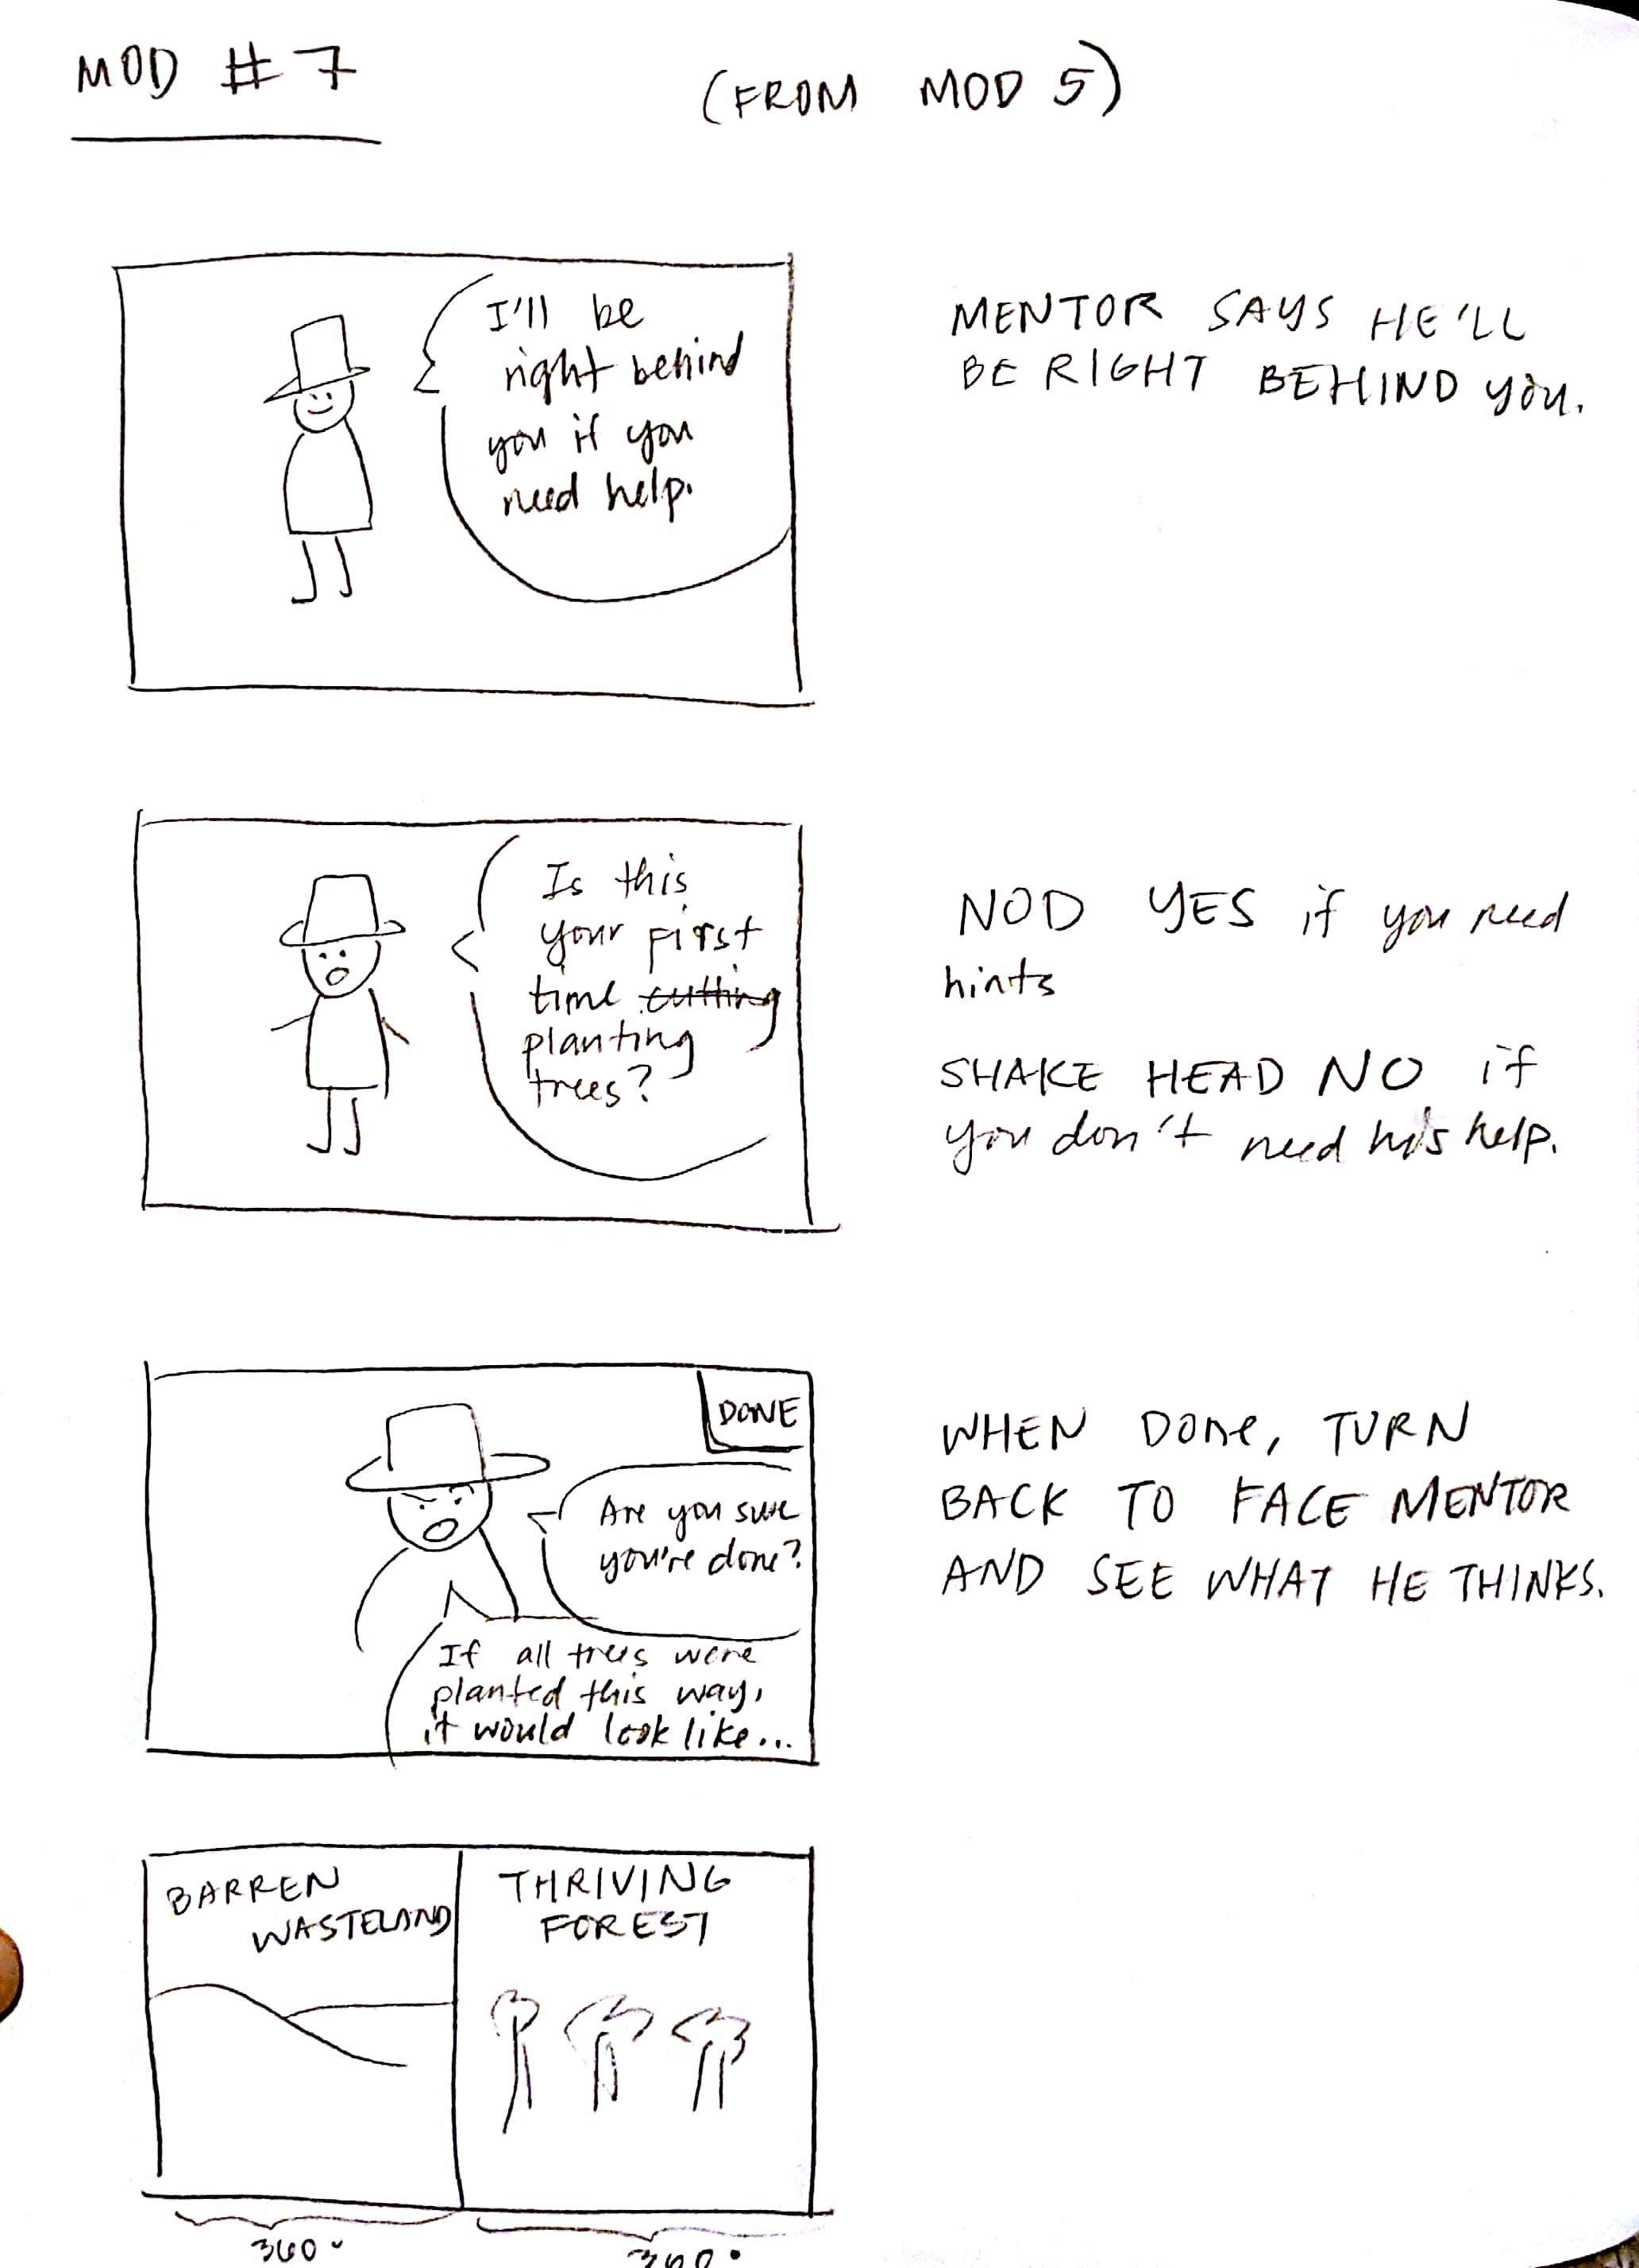 MOD #7
(FROM MOD 5)
I'll be
right behind
you if you
need help.
MENTOR SAYS HE'LL
BE RIGHT BEHIND you.
Is this
your first
time cutting
planting
trees?
NOD YES if you need
hints
SHAKE HEAD NO if
you don't need his help.
DONE
Are you sure
you're done?
If all trees were
planted this way,
it would look like...
WHEN Done, TURN
BACK TO FACE MENTOR
AND SEE WHAT HE THINKS.
BARREN
WASTELAND
THRIVING
FOREST
360°
360°